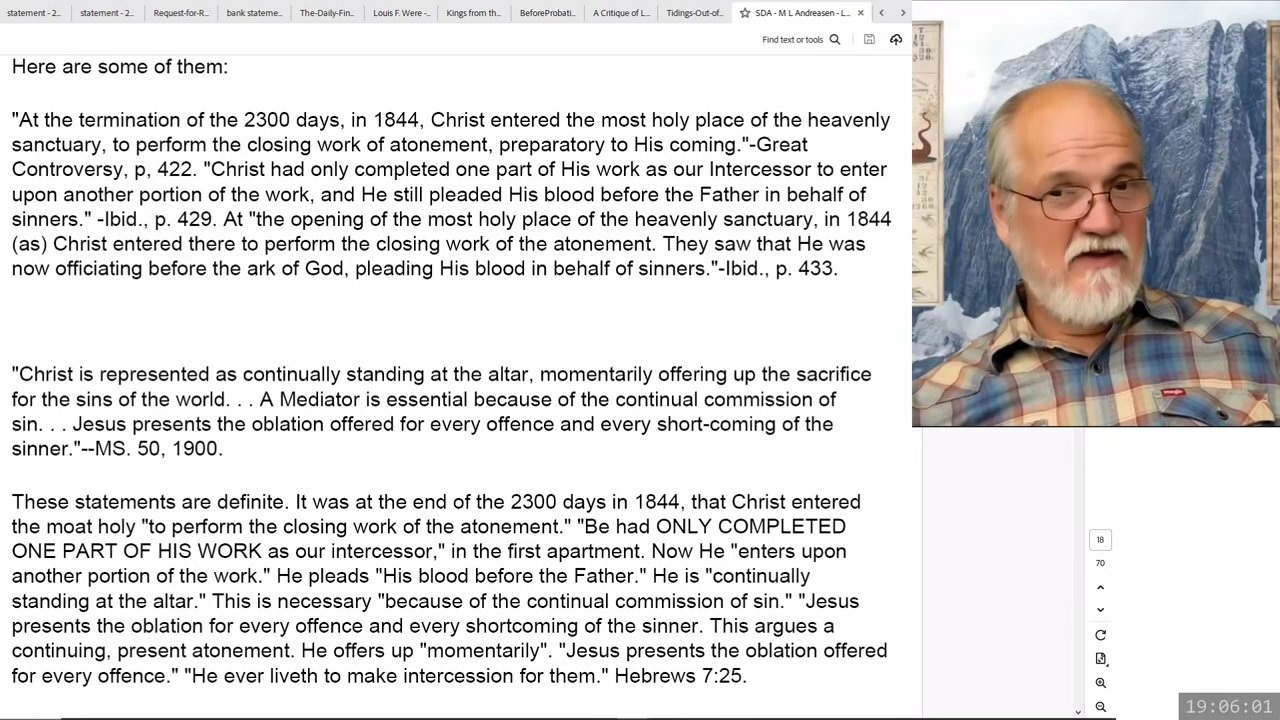 statement - 2... statement - 2... Request-for-R... bank stateme... The-Daily-Fin... Louis F. Were -... Kings from th... BeforeProbati... A Critique of L... Tidings-Out-of... SDA - M L Andreasen - L...
Find text or tools
Here are some of them:
"At the termination of the 2300 days, in 1844, Christ entered the most holy place of the heavenly
sanctuary, to perform the closing work of atonement, preparatory to His coming."-Great
Controversy, p, 422. "Christ had only completed one part of His work as our Intercessor to enter
upon another portion of the work, and He still pleaded His blood before the Father in behalf of
sinners." -Ibid., p. 429. At "the opening of the most holy place of the heavenly sanctuary, in 1844
(as) Christ entered there to perform the closing work of the atonement. They saw that He was
now officiating before the ark of God, pleading His blood in behalf of sinners."-Ibid., p. 433.
"Christ is represented as continually standing at the altar, momentarily offering up the sacrifice
for the sins of the world. . . A Mediator is essential because of the continual commission of
sin. . . Jesus presents the oblation offered for every offence and every short-coming of the
sinner."--MS. 50, 1900.
These statements are definite. It was at the end of the 2300 days in 1844, that Christ entered
the moat holy "to perform the closing work of the atonement." "Be had ONLY COMPLETED
ONE PART OF HIS WORK as our intercessor," in the first apartment. Now He "enters upon
another portion of the work." He pleads "His blood before the Father." He is "continually
standing at the altar." This is necessary "because of the continual commission of sin." "Jesus
presents the oblation for every offence and every shortcoming of the sinner. This argues a
continuing, present atonement. He offers up "momentarily". "Jesus presents the oblation offered
for every offence." "He ever liveth to make intercession for them." Hebrews 7:25.
18
70
19:06:01